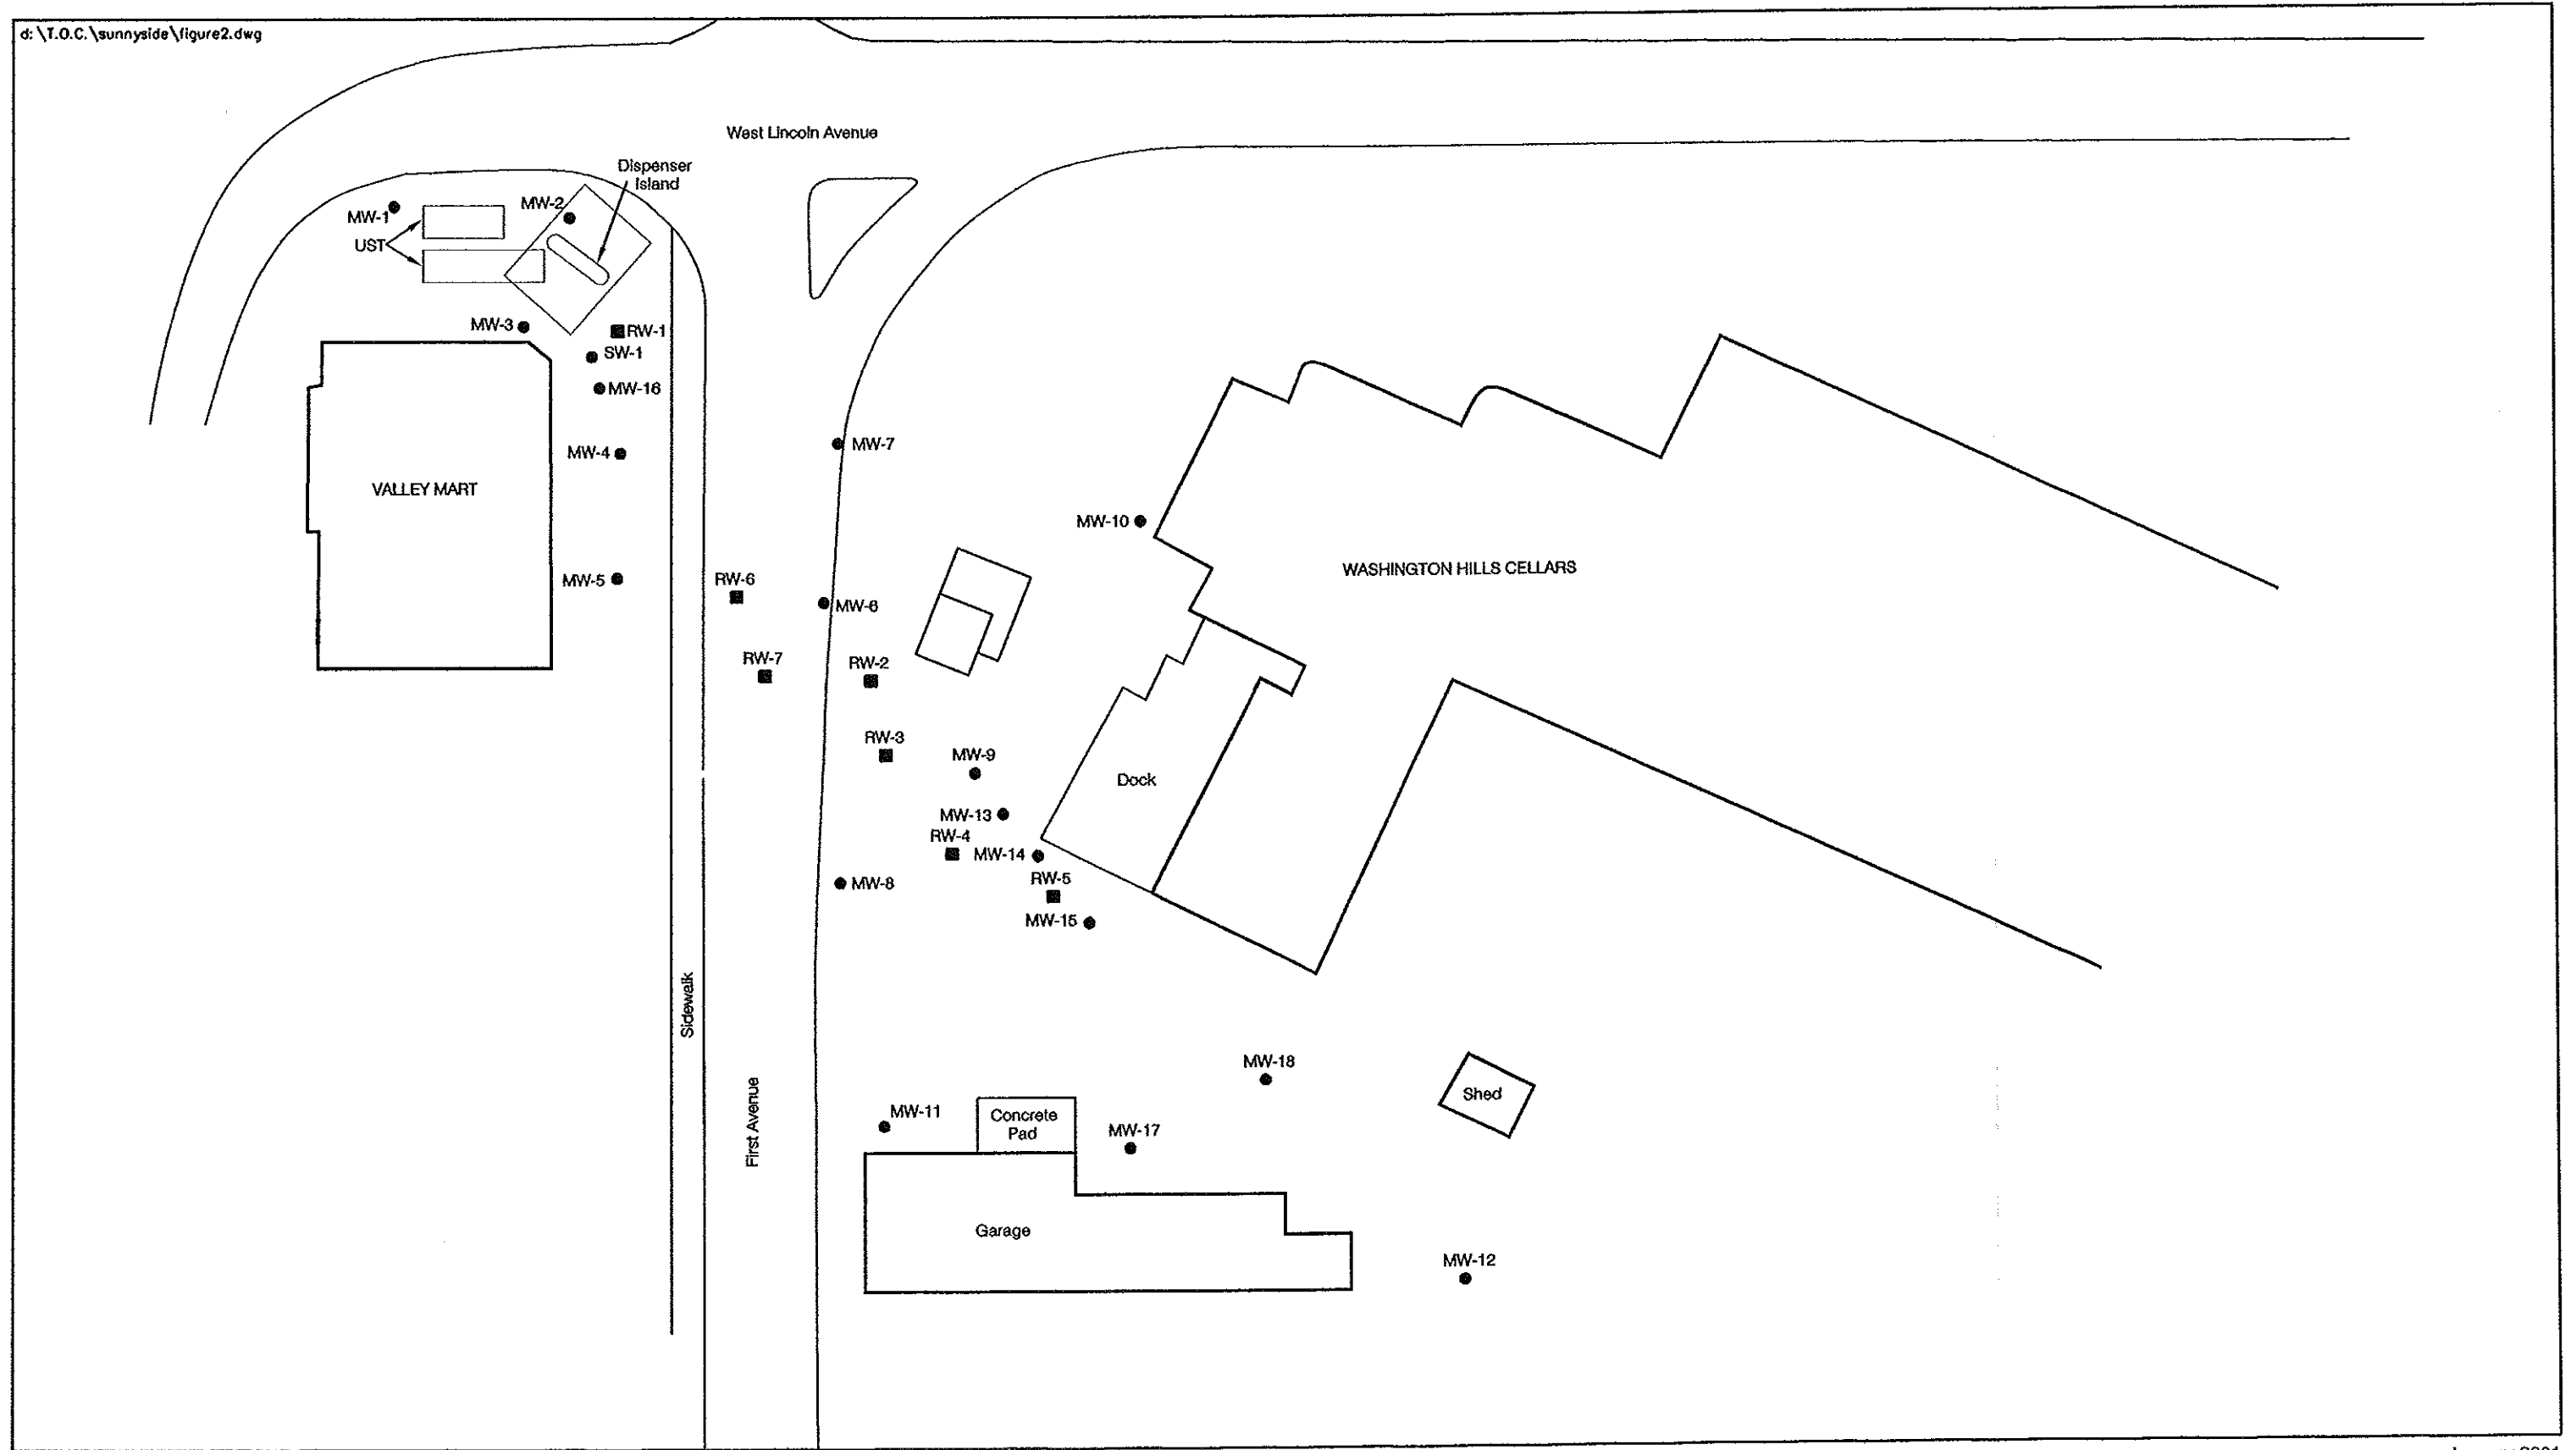 d:\T.O.C.\sunnyside\figure2.dwg
West Lincoln Avenue
Dispenser
Island
MW-1
MW-2
UST
MW-3
RW-1
SW-1
MW-16
MW-7
MW-4
VALLEY MART
MW-10
WASHINGTON HILLS CELLARS
MW-5
RW-6
MW-6
RW-7
RW-2
RW-3
MW-9
Dock
MW-13
RW-4
MW-14
RW-5
MW-8
MW-15
Sidewalk
MW-18
Shed
First Avenue
MW-11
Concrete
Pad
MW-17
Garage
MW-12